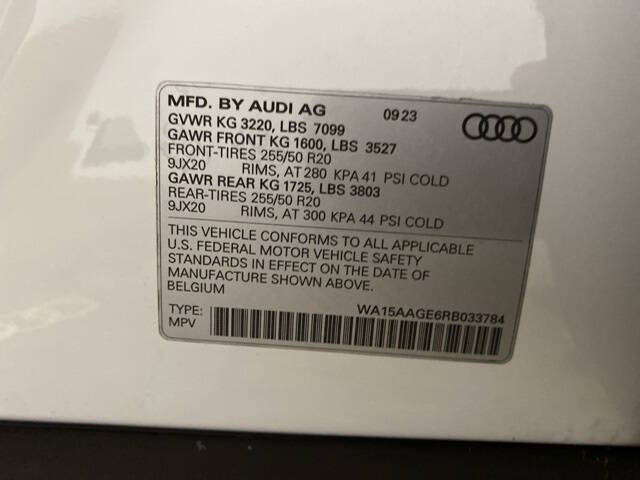 MFD. BY AUDI AG 09 23
GVWR KG 3220, LBS 7099
GAWR FRONT KG 1600, LBS 3527
FRONT-TIRES 255/50 R20
9JX20 RIMS, AT 280 KPA 41 PSI COLD
GAWR REAR KG 1725, LBS 3803
REAR-TIRES 255/50 R20
9JX20 RIMS, AT 300 KPA 44 PSI COLD
THIS VEHICLE CONFORMS TO ALL APPLICABLE
U.S. FEDERAL MOTOR VEHICLE SAFETY
STANDARDS IN EFFECT ON THE DATE OF
MANUFACTURE SHOWN ABOVE.
BELGIUM
WA15AAGE6RB033784
TYPE:
MPV